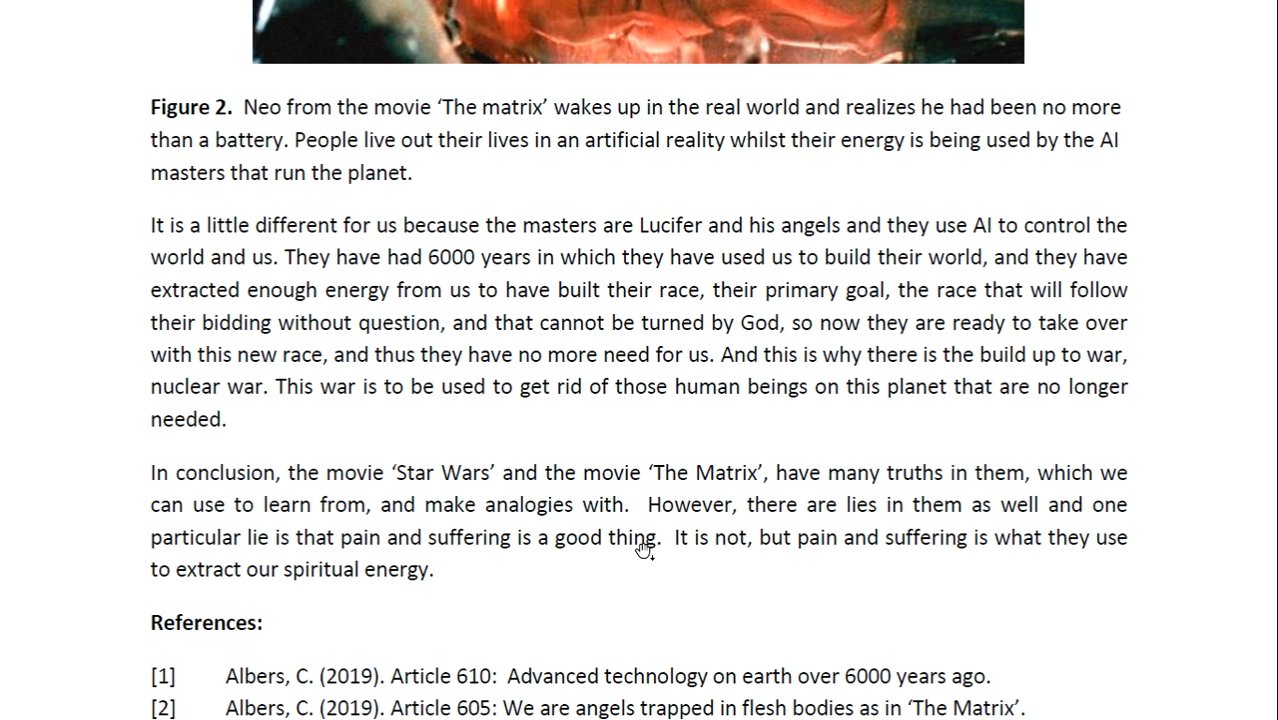 Figure 2.  Neo from the movie ‘The matrix’ wakes up in the real world and realizes he had been no more
than a battery. People live out their lives in an artificial reality whilst their energy is being used by the AI
masters that run the planet.
It is a little different for us because the masters are Lucifer and his angels and they use AI to control the
world and us. They have had 6000 years in which they have used us to build their world, and they have
extracted enough energy from us to have built their race, their primary goal, the race that will follow
their bidding without question, and that cannot be turned by God, so now they are ready to take over
with this new race, and thus they have no more need for us. And this is why there is the build up to war,
nuclear war. This war is to be used to get rid of those human beings on this planet that are no longer
needed.
In conclusion, the movie ‘Star Wars’ and the movie ‘The Matrix’, have many truths in them, which we
can use to learn from, and make analogies with.  However, there are lies in them as well and one
particular lie is that pain and suffering is a good thing.  It is not, but pain and suffering is what they use
to extract our spiritual energy.
References:
[1] Albers, C. (2019). Article 610:  Advanced technology on earth over 6000 years ago.
[2] Albers, C. (2019). Article 605: We are angels trapped in flesh bodies as in ‘The Matrix’.